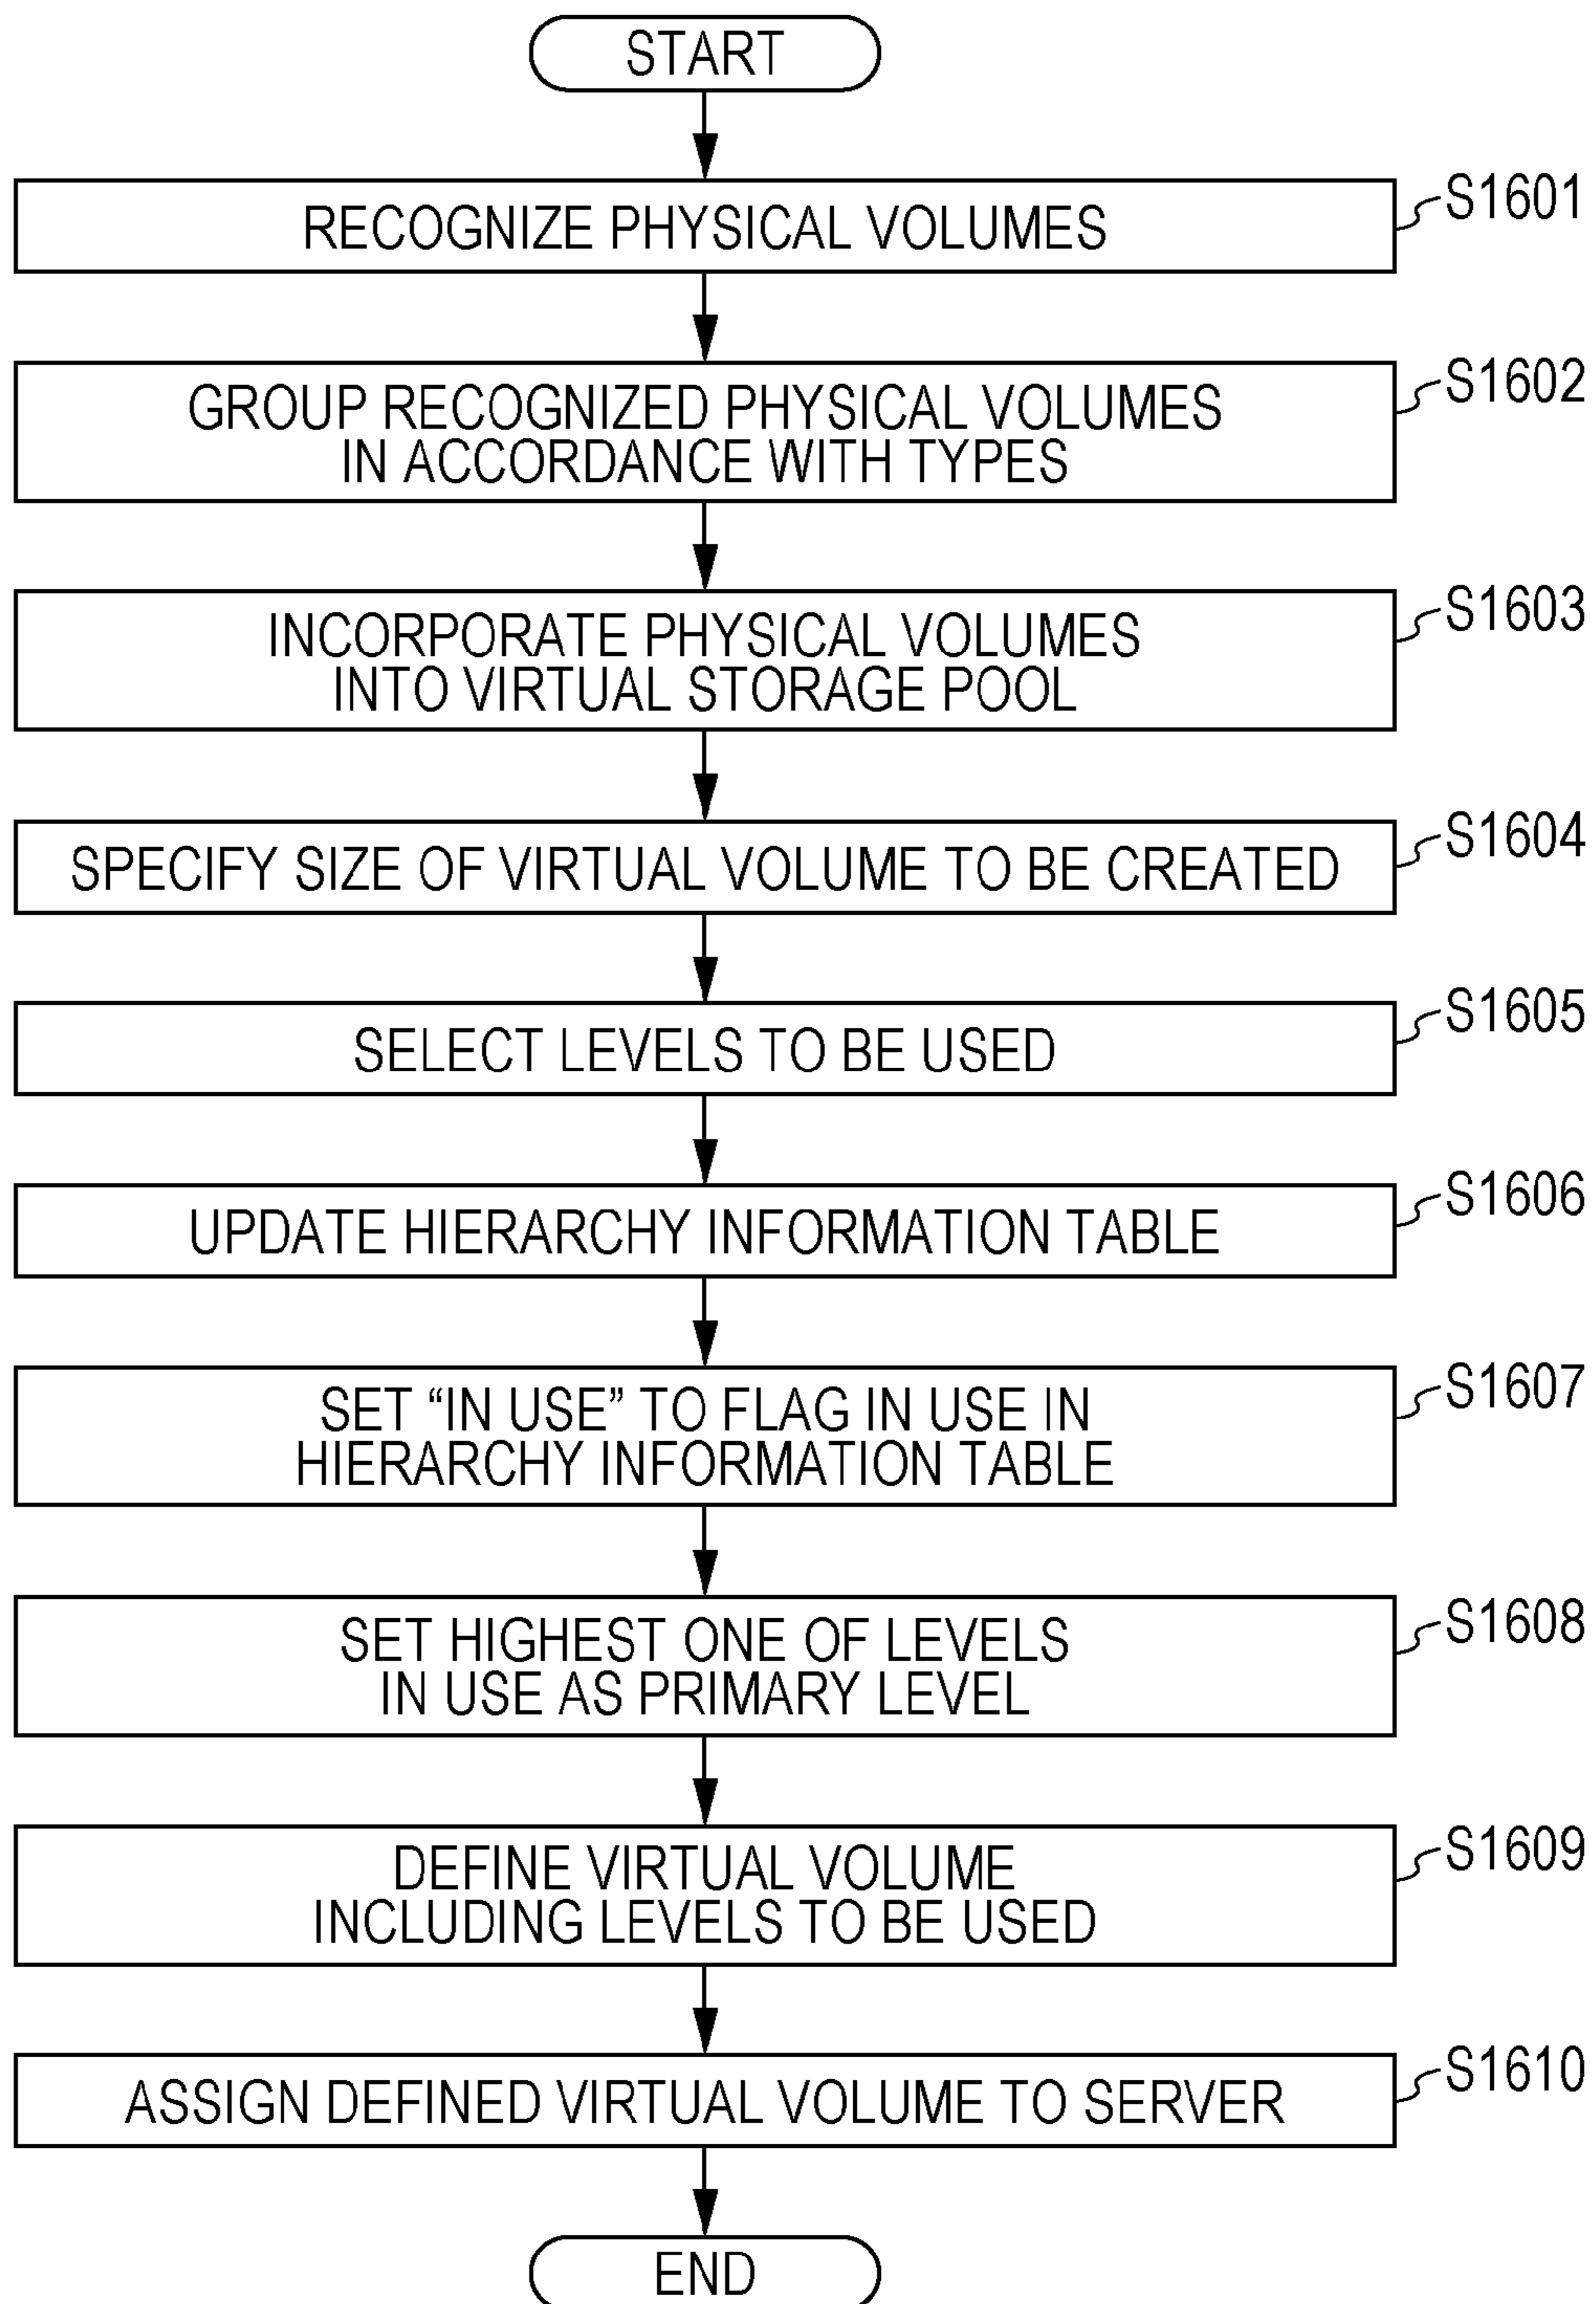 START
S1601
RECOGNIZE PHYSICAL VOLUMES
S1602
GROUP RECOGNIZED PHYSICAL VOLUMES
IN ACCORDANCE WITH TYPES
S1603
INCORPORATE PHYSICAL VOLUMES
INTO VIRTUAL STORAGE POOL
S1604
SPECIFY SIZE OF VIRTUAL VOLUME TO BE CREATED
S1605
SELECT LEVELS TO BE USED
S1606
UPDATE HIERARCHY INFORMATION TABLE
S1607
SET “IN USE” TO FLAG IN USE IN
HIERARCHY INFORMATION TABLE
S1608
SET HIGHEST ONE OF LEVELS
IN USE AS PRIMARY LEVEL
S1609
DEFINE VIRTUAL VOLUME
INCLUDING LEVELS TO BE USED
S1610
ASSIGN DEFINED VIRTUAL VOLUME TO SERVER
END